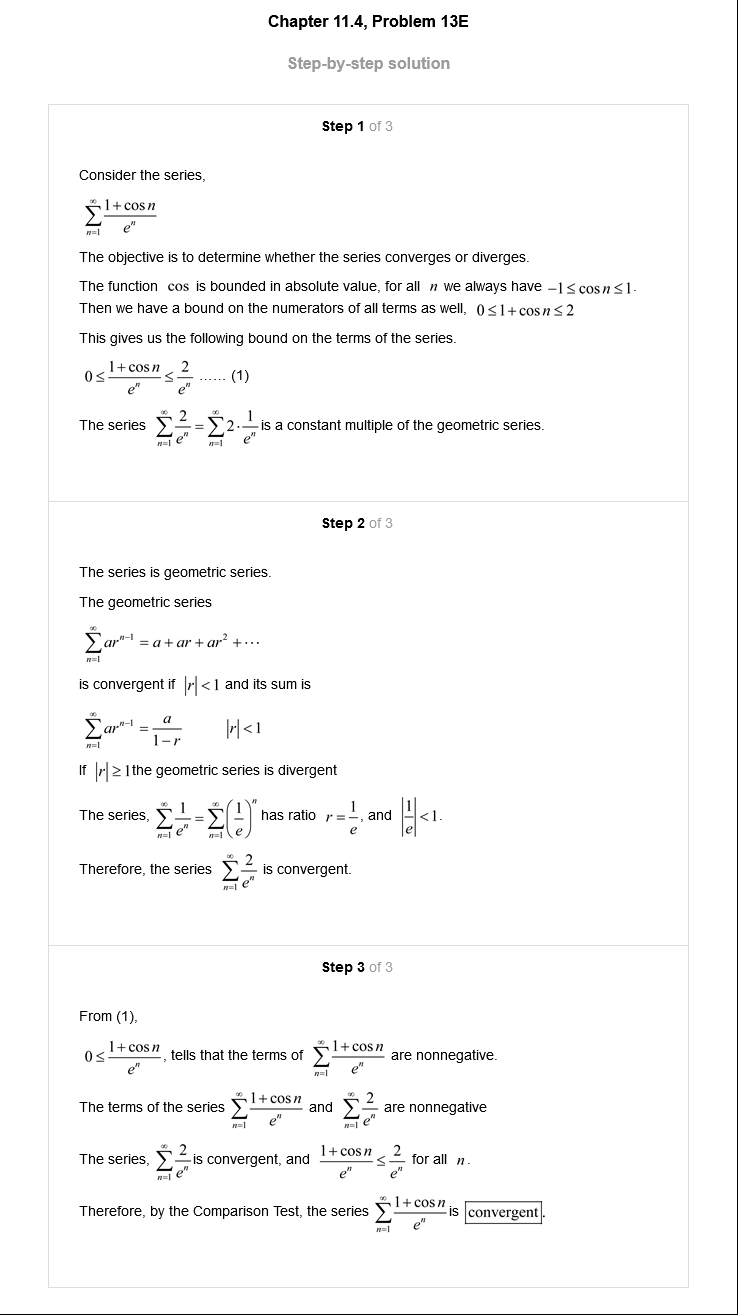 Chapter 11.4, Problem 13E
Step-by-step solution
Step 1 of 3
Consider the series,
$\sum_{n=1}^{\infty} \frac{1+\cos n}{e^n}$
The objective is to determine whether the series converges or diverges.
The function cos is bounded in absolute value, for all $n$ we always have $-1 \le \cos n \le 1$.
Then we have a bound on the numerators of all terms as well, $0 \le 1+\cos n \le 2$
This gives us the following bound on the terms of the series.
$0 \le \frac{1+\cos n}{e^n} \le \frac{2}{e^n}$ ...... (1)
The series $\sum_{n=1}^{\infty} \frac{2}{e^n} = \sum_{n=1}^{\infty} 2 \cdot \frac{1}{e^n}$ is a constant multiple of the geometric series.
Step 2 of 3
The series is geometric series.
The geometric series
$\sum_{n=1}^{\infty} ar^{n-1} = a + ar + ar^2 + \cdots$
is convergent if $|r| < 1$ and its sum is
$\sum_{n=1}^{\infty} ar^{n-1} = \frac{a}{1-r} \quad |r| < 1$
If $|r| \ge 1$ the geometric series is divergent
The series, $\sum_{n=1}^{\infty} \frac{1}{e^n} = \sum_{n=1}^{\infty} \left(\frac{1}{e}\right)^n$ has ratio $r = \frac{1}{e}$, and $\left|\frac{1}{e}\right| < 1$.
Therefore, the series $\sum_{n=1}^{\infty} \frac{2}{e^n}$ is convergent.
Step 3 of 3
From (1),
$0 \le \frac{1+\cos n}{e^n}$, tells that the terms of $\sum_{n=1}^{\infty} \frac{1+\cos n}{e^n}$ are nonnegative.
The terms of the series $\sum_{n=1}^{\infty} \frac{1+\cos n}{e^n}$ and $\sum_{n=1}^{\infty} \frac{2}{e^n}$ are nonnegative
The series, $\sum_{n=1}^{\infty} \frac{2}{e^n}$ is convergent, and $\frac{1+\cos n}{e^n} \le \frac{2}{e^n}$ for all $n$.
Therefore, by the Comparison Test, the series $\sum_{n=1}^{\infty} \frac{1+\cos n}{e^n}$ is convergent.